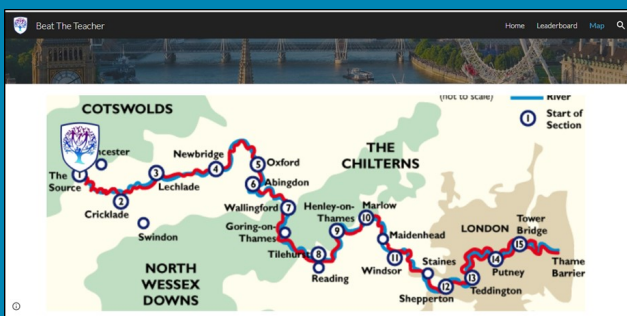 Beat The Teacher
Home Leaderboard Map
(not to scale)
River
1 Start of
Section
COTSWOLDS
THE
CHILTERNS
NORTH
WESSEX
DOWNS
LONDON
ncester
The
Source
1
2
Cricklade
3
Lechlade
Swindon
Newbridge
4
5
Oxford
6
Abingdon
Wallingford
7
Goring-on-
Thames
Tilehurst
8
Reading
Henley-on-
Thames
9
Marlow
10
Maidenhead
11
Windsor
Staines
Shepperton
12
13
Teddington
14
Putney
Tower
Bridge
15
Thame
Barrier